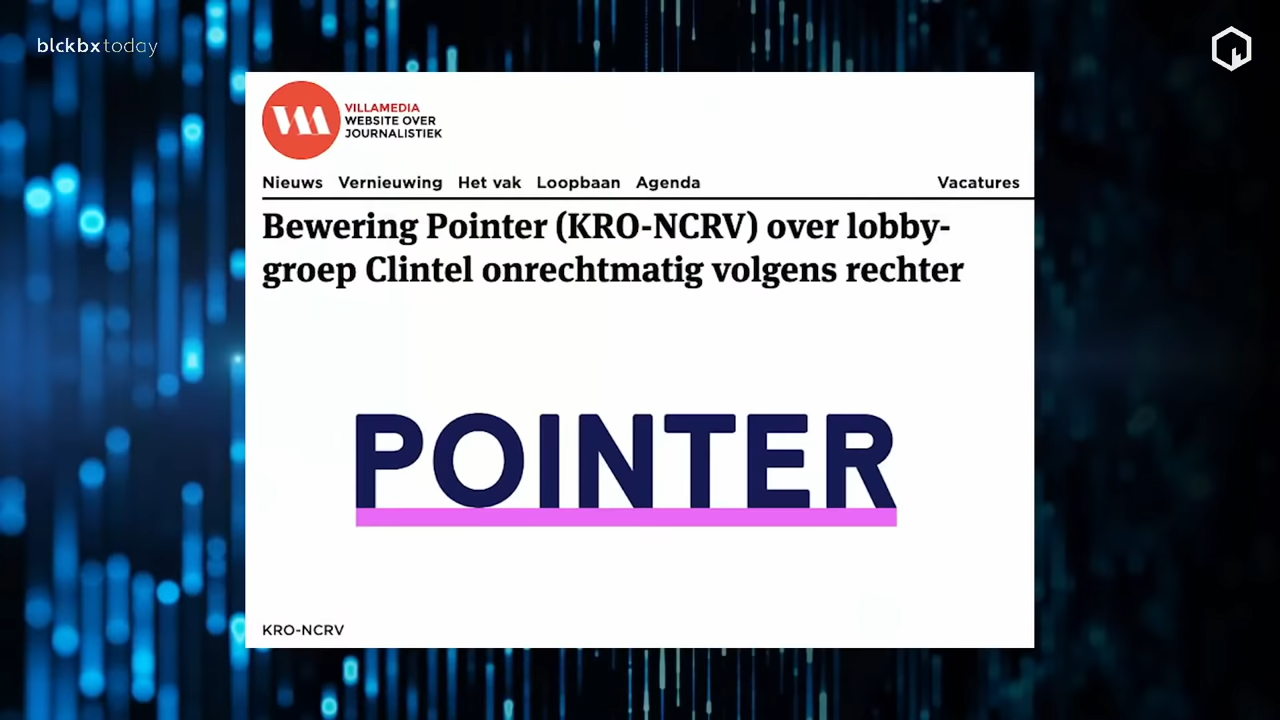 blckbxtoday
VM
VILLAMEDIA
WEBSITE OVER
JOURNALISTIEK
Nieuws Vernieuwing Het vak Loopbaan Agenda Vacatures
Bewering Pointer (KRO-NCRV) over lobby-
groep Clintel onrechtmatig volgens rechter
POINTER
KRO-NCRV